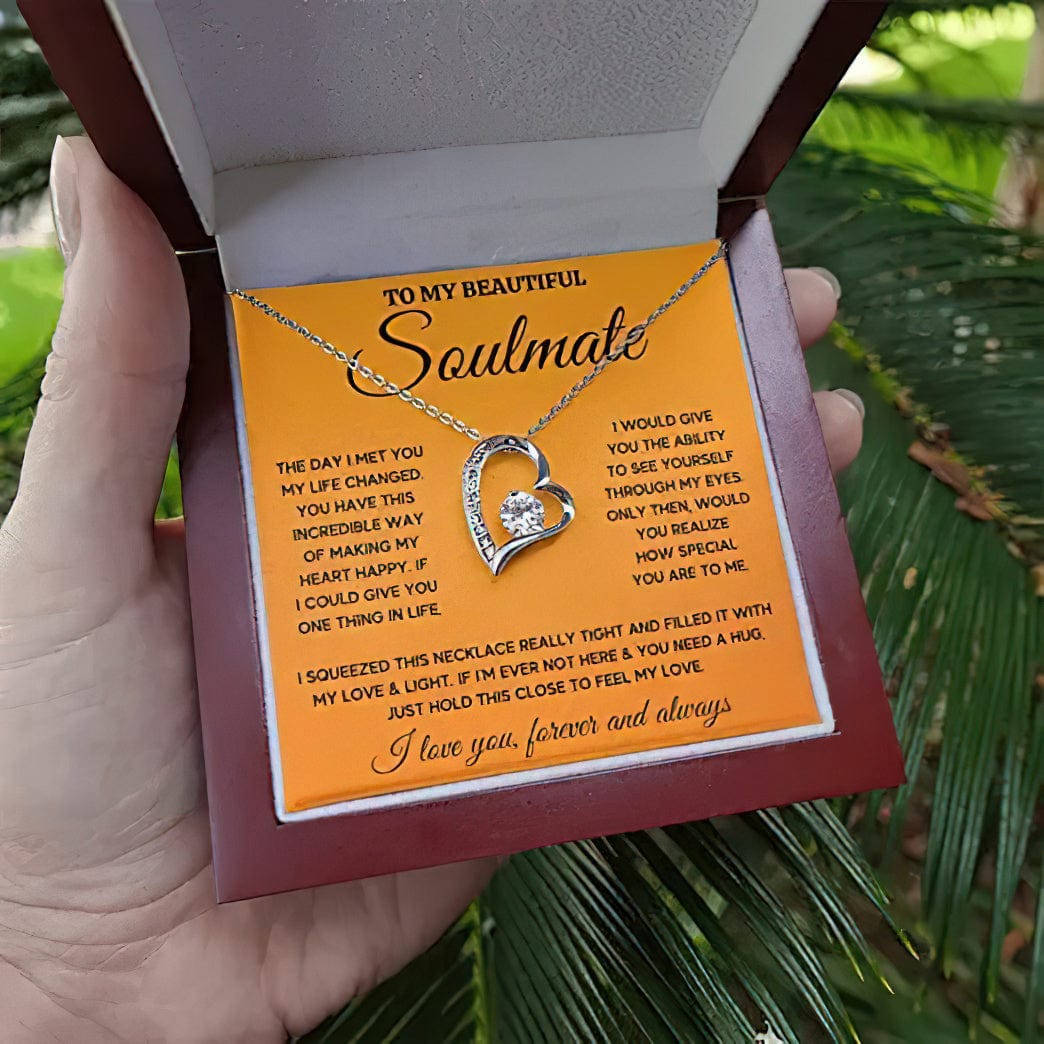 TO MY BEAUTIFUL
Soulmate
THE DAY I MET YOU
MY LIFE CHANGED.
YOU HAVE THIS
INCREDIBLE WAY
OF MAKING MY
HEART HAPPY. IF
I COULD GIVE YOU
ONE THING IN LIFE,
I WOULD GIVE
YOU THE ABILITY
TO SEE YOURSELF
THROUGH MY EYES.
ONLY THEN, WOULD
YOU REALIZE
HOW SPECIAL
YOU ARE TO ME.
I SQUEEZED THIS NECKLACE REALLY TIGHT AND FILLED IT WITH
MY LOVE & LIGHT. IF I'M EVER NOT HERE & YOU NEED A HUG,
JUST HOLD THIS CLOSE TO FEEL MY LOVE.
I love you, forever and always